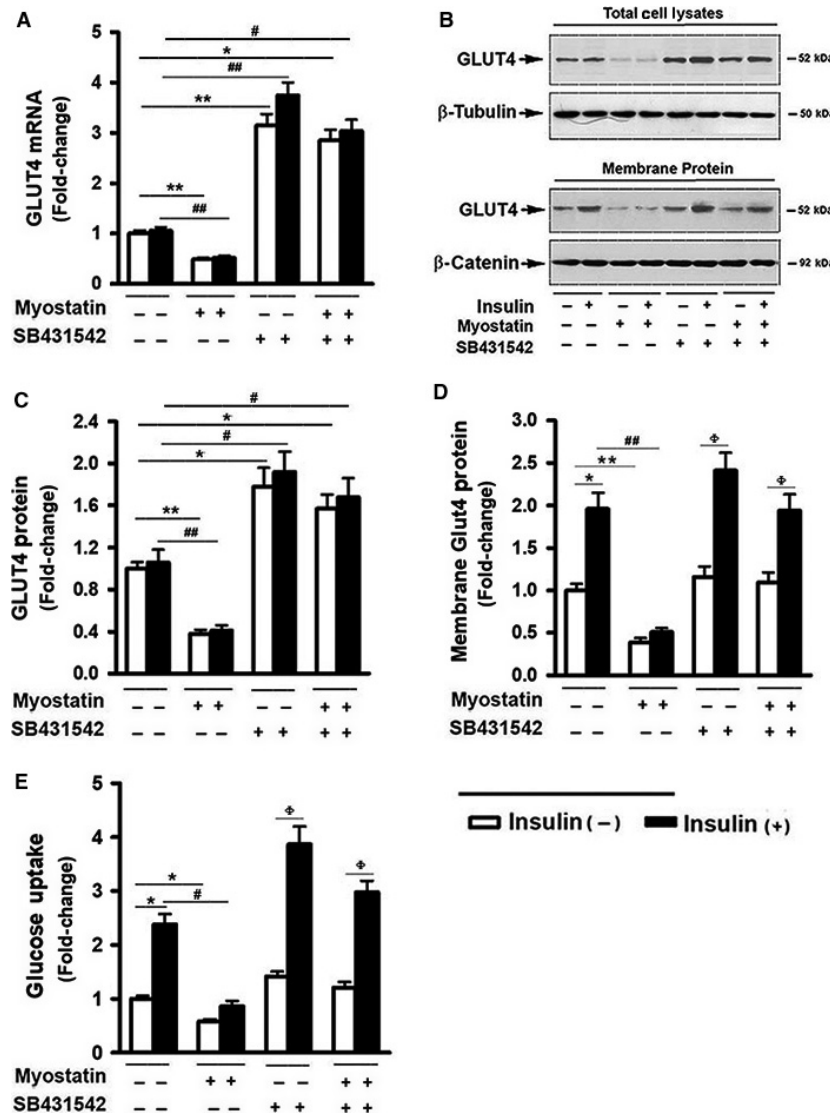 A
GLUT4 mRNA
(Fold-change)
5
4
3
2
1
0
#
*
##
**
**
##
Myostatin − − + + − − + +
SB431542 − − − − + + + +
B
Total cell lysates
GLUT4 − 52 kDa
β-Tubulin − 50 kDa
Membrane Protein
GLUT4 − 52 kDa
β-Catenin − 92 kDa
Insulin − + − + − + − +
Myostatin − − + + − − + +
SB431542 − − − − + + + +
C
GLUT4 protein
(Fold-change)
2.4
2.0
1.6
1.2
0.8
0.4
0.0
#
*
#
*
**
##
Myostatin − − + + − − + +
SB431542 − − − − + + + +
D
Membrane Glut4 protein
(Fold-change)
3.0
2.5
2.0
1.5
1.0
0.5
0.0
##
**
*
Φ
Φ
Myostatin − − + + − − + +
SB431542 − − − − + + + +
E
Glucose uptake
(Fold-change)
5
4
3
2
1
0
*
*
#
Φ
Φ
Myostatin − − + + − − + +
SB431542 − − − − + + + +
Insulin (−) Insulin (+)